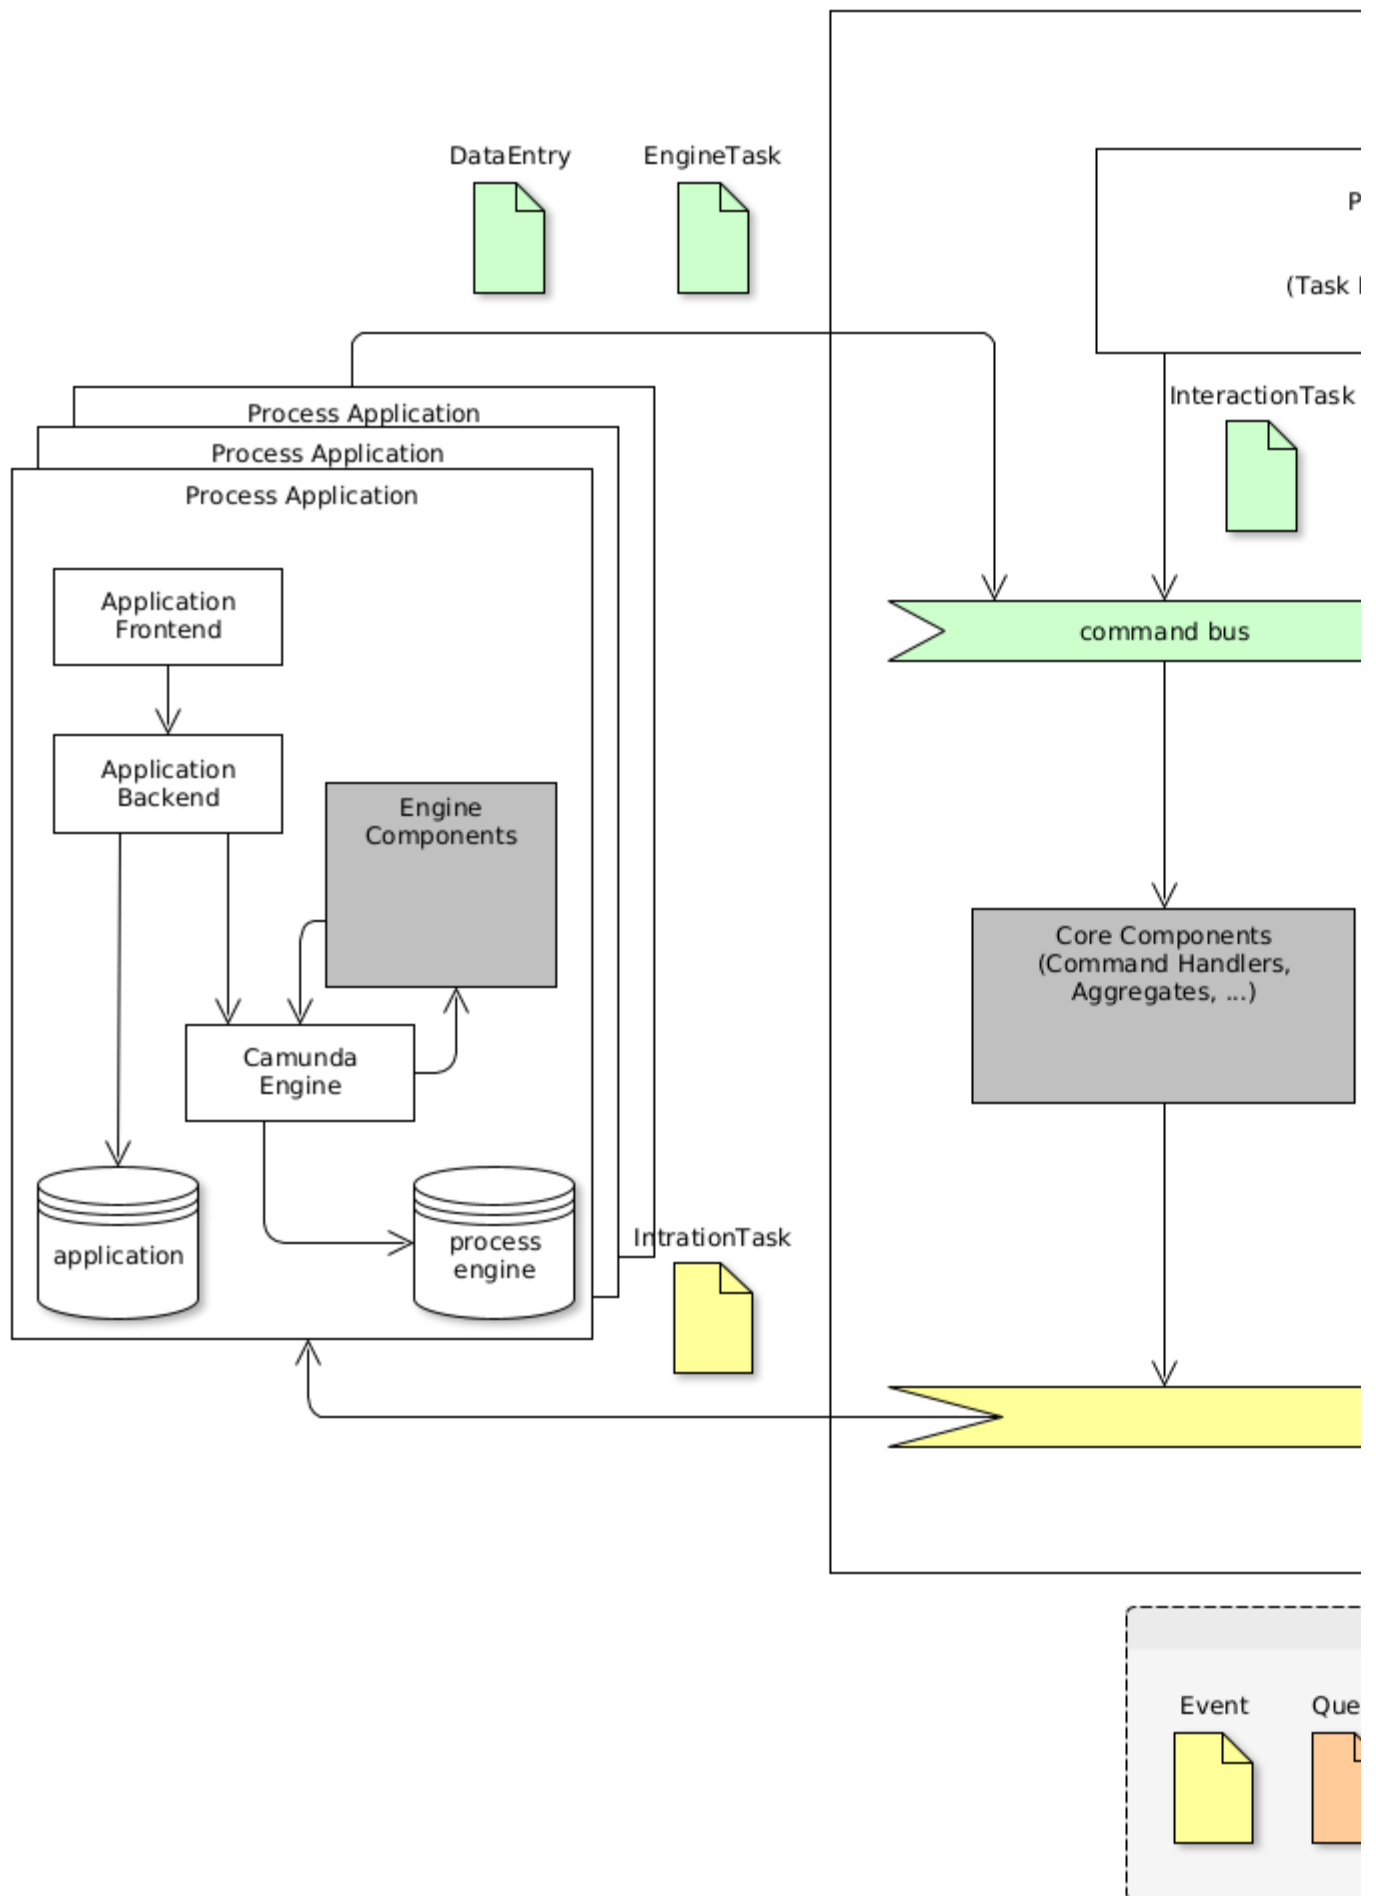 DataEntry
EngineTask
P
(Task
InteractionTask
Process Application
Process Application
Process Application
Application
Frontend
command bus
Application
Backend
Engine
Components
Core Components
(Command Handlers,
Aggregates, ...)
Camunda
Engine
application
process
engine
IntrationTask
Event
Que